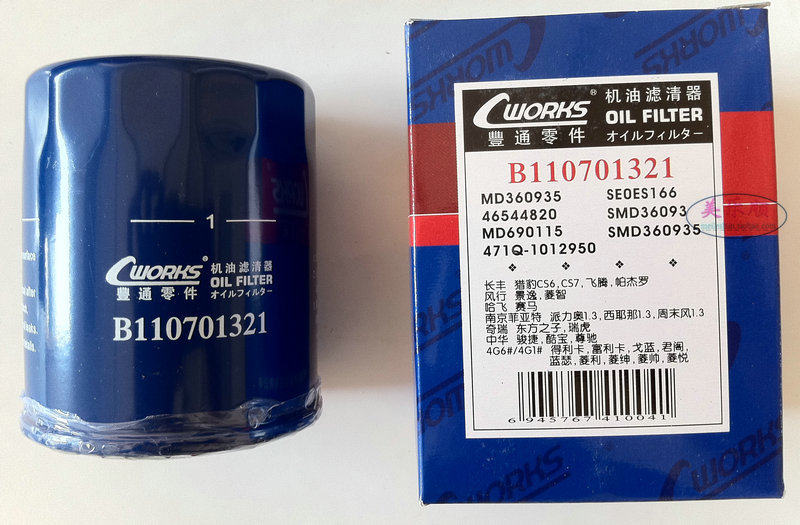 1
CWORKS 机油滤清器
OIL FILTER
豐通零件 オイルフィルター
B110701321
CWORKS
CWORKS® 机油滤清器
OIL FILTER
豐通零件 オイルフィルター
B110701321
MD360935 SE0ES166
46544820 SMD36093
MD690115 SMD360935
471Q-1012950
长丰 猎豹CS6,CS7,飞腾,帕杰罗
风行 景逸,菱智
哈飞 赛马
南京菲亚特 派力奥1.3,西耶那1.3,周末风1.3
奇瑞 东方之子,瑞虎
中华 骏捷,酷宝,尊驰
4G6#/4G1# 得利卡,富利卡,戈蓝,君阁,
蓝瑟,菱利,菱绅,菱帅,菱悦
6945767410041
CWORKS